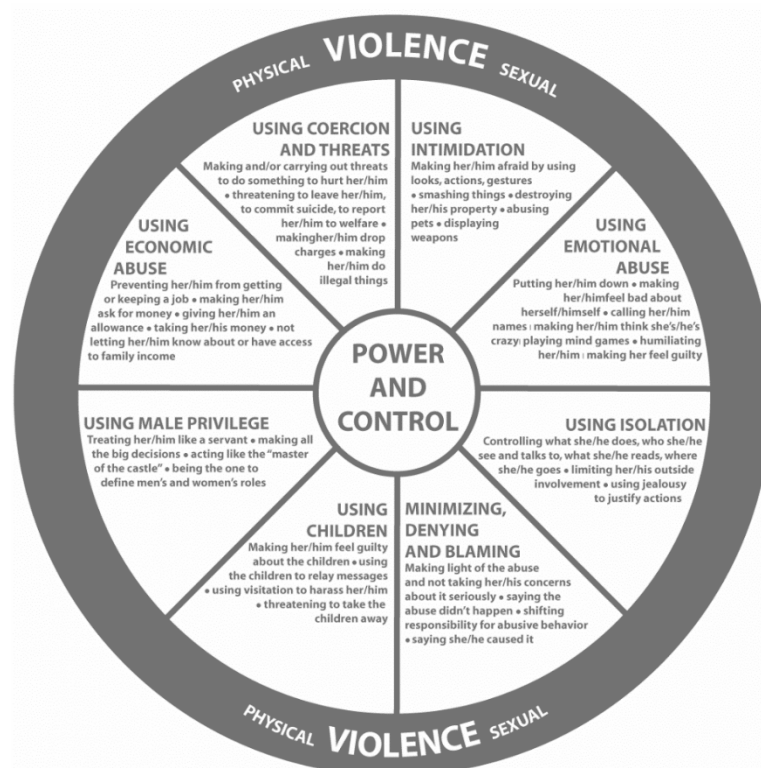 PHYSICAL VIOLENCE SEXUAL
USING COERCION
AND THREATS
Making and/or carrying out threats
to do something to hurt her/him
• threatening to leave her/him,
to commit suicide, to report
her/him to welfare •
makingher/him drop
charges • making
her/him do
illegal things
USING
INTIMIDATION
Making her/him afraid by using
looks, actions, gestures
• smashing things • destroying
her/his property • abusing
pets • displaying
weapons
USING
ECONOMIC
ABUSE
Preventing her/him from getting
or keeping a job • making her/him
ask for money • giving her/him an
allowance • taking her/his money • not
letting her/him know about or have access
to family income
USING
EMOTIONAL
ABUSE
Putting her/him down • making
her/himfeel bad about
herself/himself • calling her/him
names | making her/him think she's/he's
crazy| playing mind games • humiliating
her/him | making her feel guilty
POWER
AND
CONTROL
USING MALE PRIVILEGE
Treating her/him like a servant • making all
the big decisions • acting like the “master
of the castle” • being the one to
define men's and women's roles
USING ISOLATION
Controlling what she/he does, who she/he
see and talks to, what she/he reads, where
she/he goes • limiting her/his outside
involvement • using jealousy
to justify actions
USING
CHILDREN
Making her/him feel guilty
about the children • using
the children to relay messages
• using visitation to harass her/him
• threatening to take the
children away
MINIMIZING,
DENYING
AND BLAMING
Making light of the abuse
and not taking her/his concerns
about it seriously • saying the
abuse didn't happen • shifting
responsibility for abusive behavior
• saying she/he caused it
PHYSICAL VIOLENCE SEXUAL